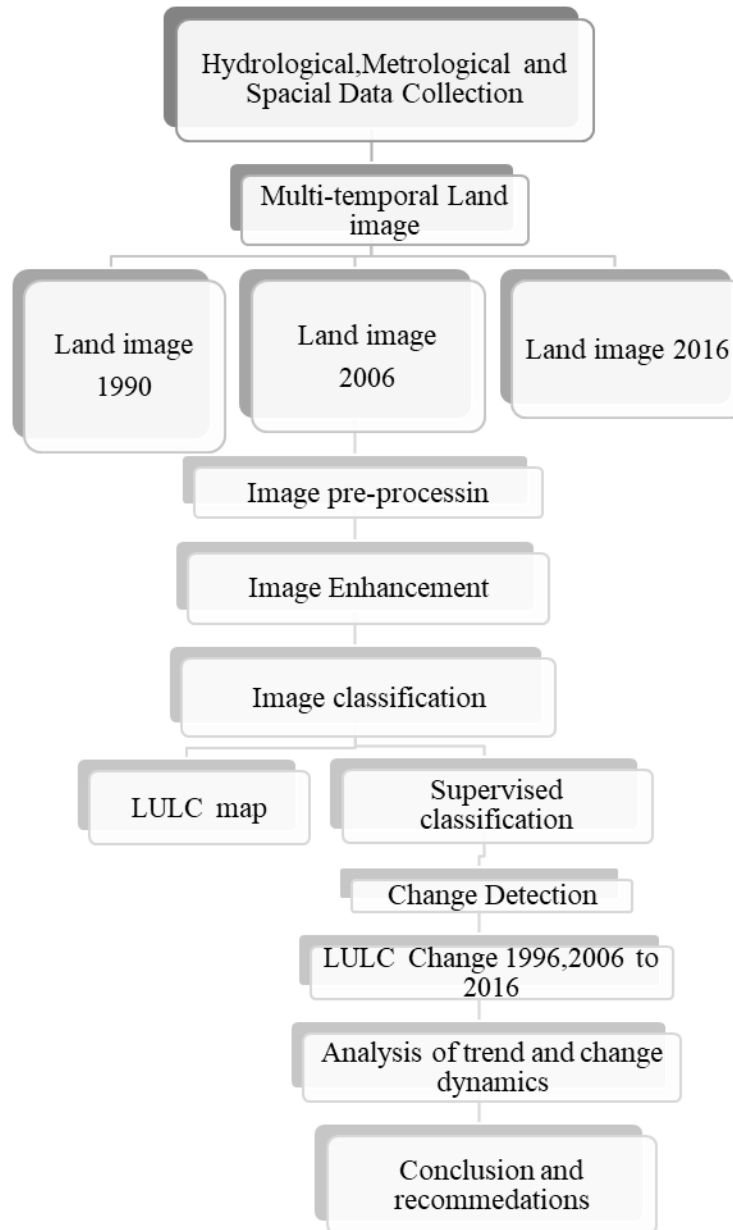 Hydrological,Metrological and
Spacial Data Collection
Multi-temporal Land
image
Land image
1990
Land image
2006
Land image 2016
Image pre-processin
Image Enhancement
Image classification
LULC map
Supervised
classification
Change Detection
LULC Change 1996,2006 to
2016
Analysis of trend and change
dynamics
Conclusion and
recommedations